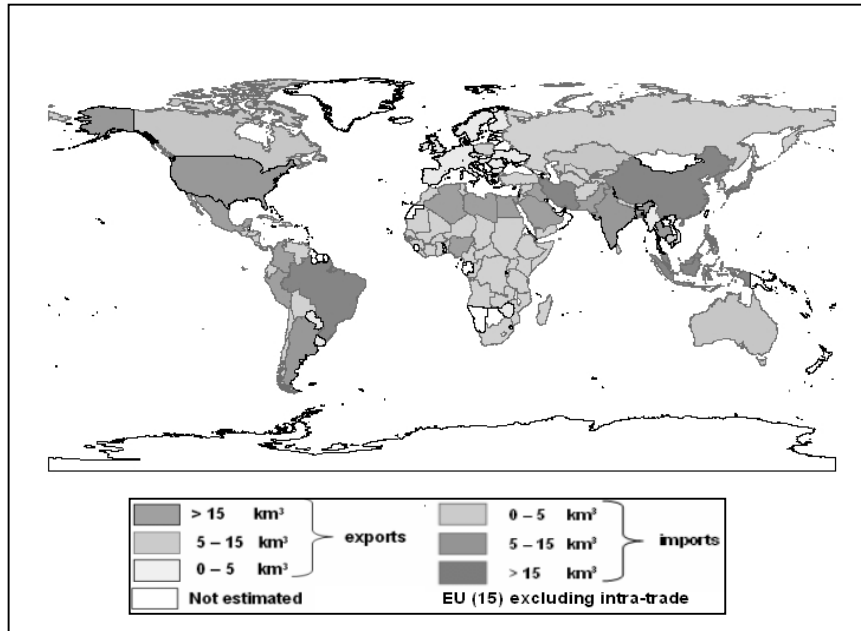 > 15 km³
5 – 15 km³
0 – 5 km³
exports
Not estimated
0 – 5 km³
5 – 15 km³
> 15 km³
imports
EU (15) excluding intra-trade